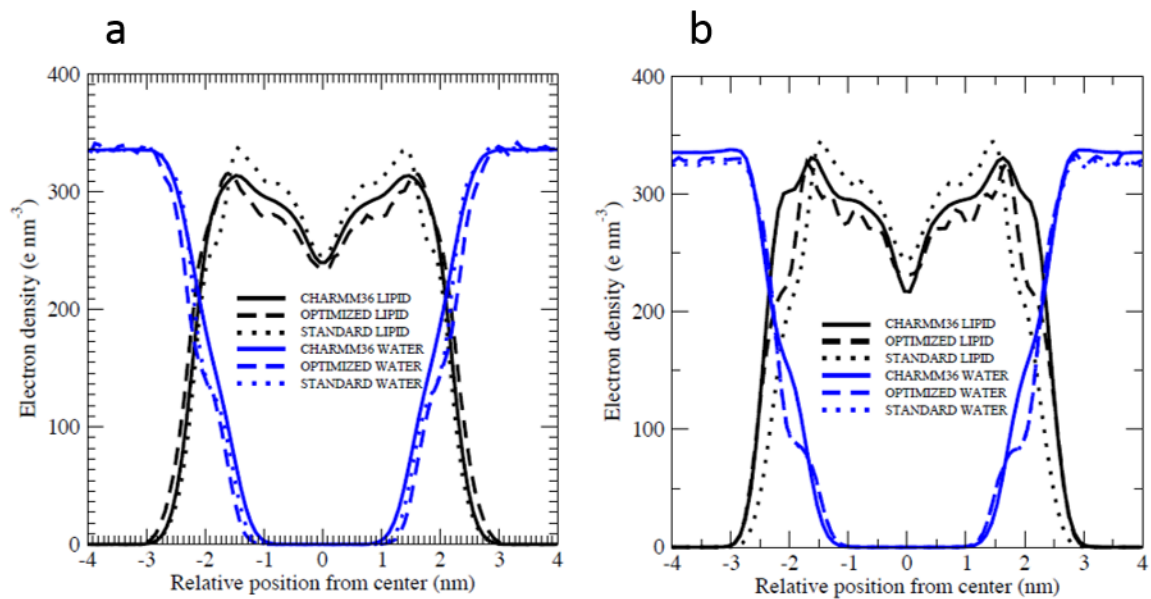 a
b
400
300
200
100
0
Electron density (e nm-3)
CHARMM36 LIPID
OPTIMIZED LIPID
STANDARD LIPID
CHARMM36 WATER
OPTIMIZED WATER
STANDARD WATER
-4 -3 -2 -1 0 1 2 3 4
Relative position from center (nm)
400
300
200
100
0
Electron density (e nm-3)
CHARMM36 LIPID
OPTIMIZED LIPID
STANDARD LIPID
CHARMM36 WATER
OPTIMIZED WATER
STANDARD WATER
-4 -3 -2 -1 0 1 2 3 4
Relative position from center (nm)